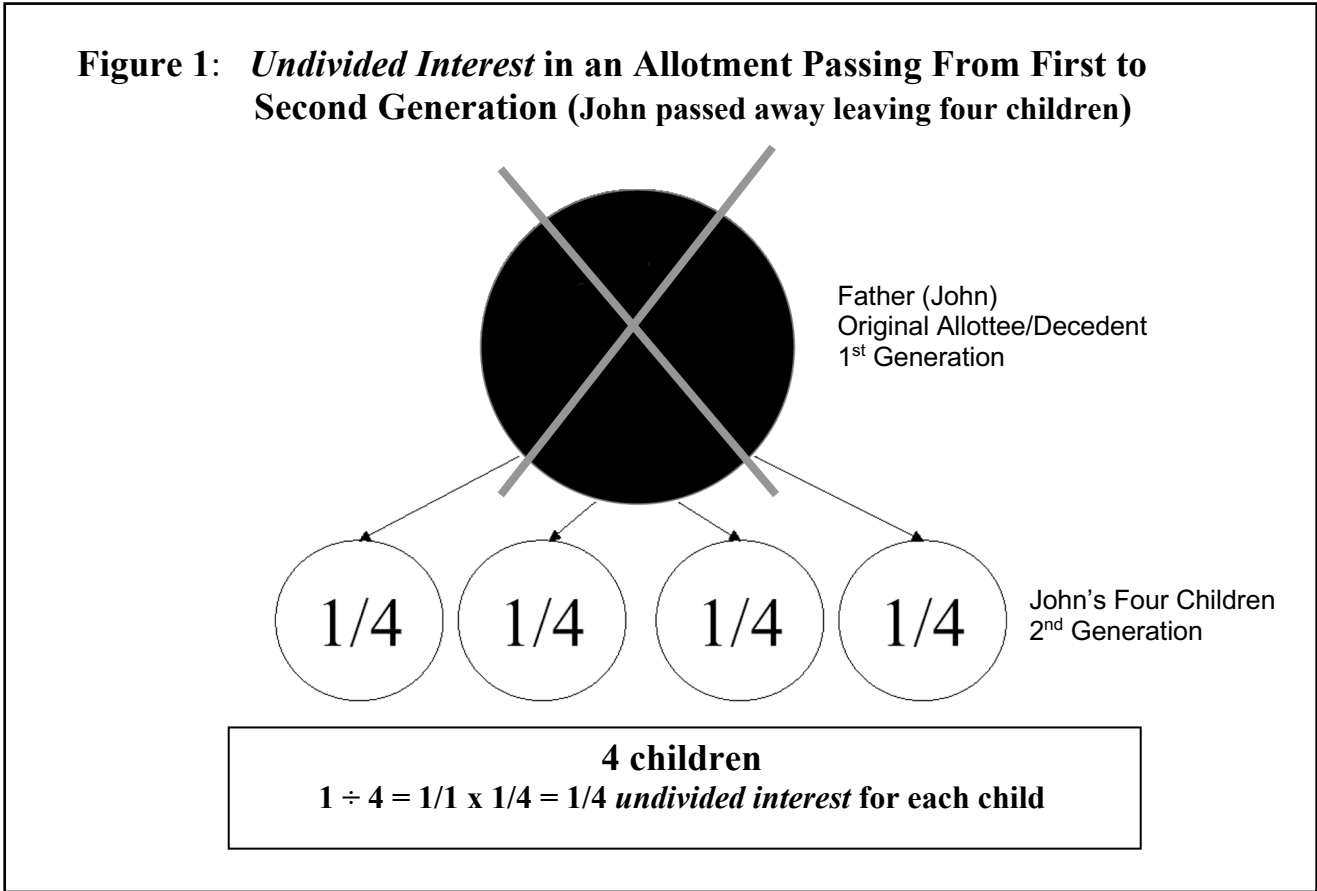 Figure 1: Undivided Interest in an Allotment Passing From First to
Second Generation (John passed away leaving four children)
Father (John)
Original Allottee/Decedent
1st Generation
1/4 1/4 1/4 1/4
John’s Four Children
2nd Generation
4 children
1 ÷ 4 = 1/1 x 1/4 = 1/4 undivided interest for each child